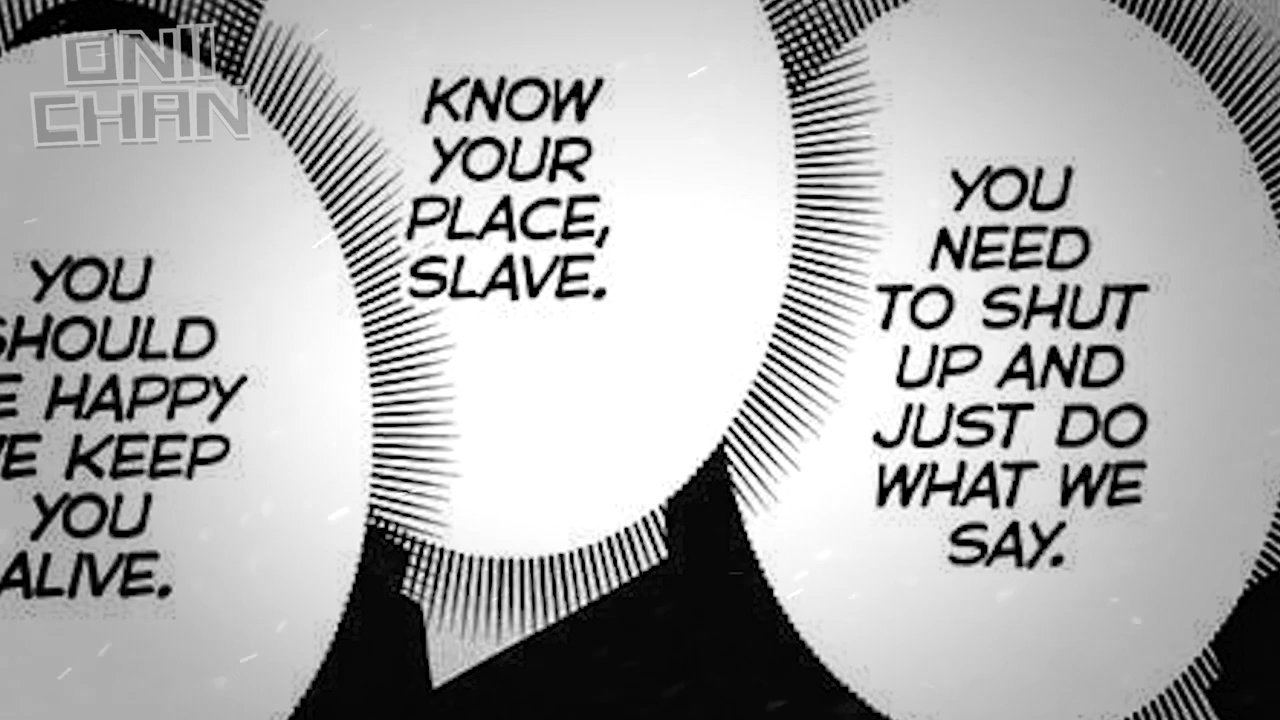 ONII
CHAN
YOU
SHOULD
E HAPPY
E KEEP
YOU
ALIVE.
KNOW
YOUR
PLACE,
SLAVE.
YOU
NEED
TO SHUT
UP AND
JUST DO
WHAT WE
SAY.